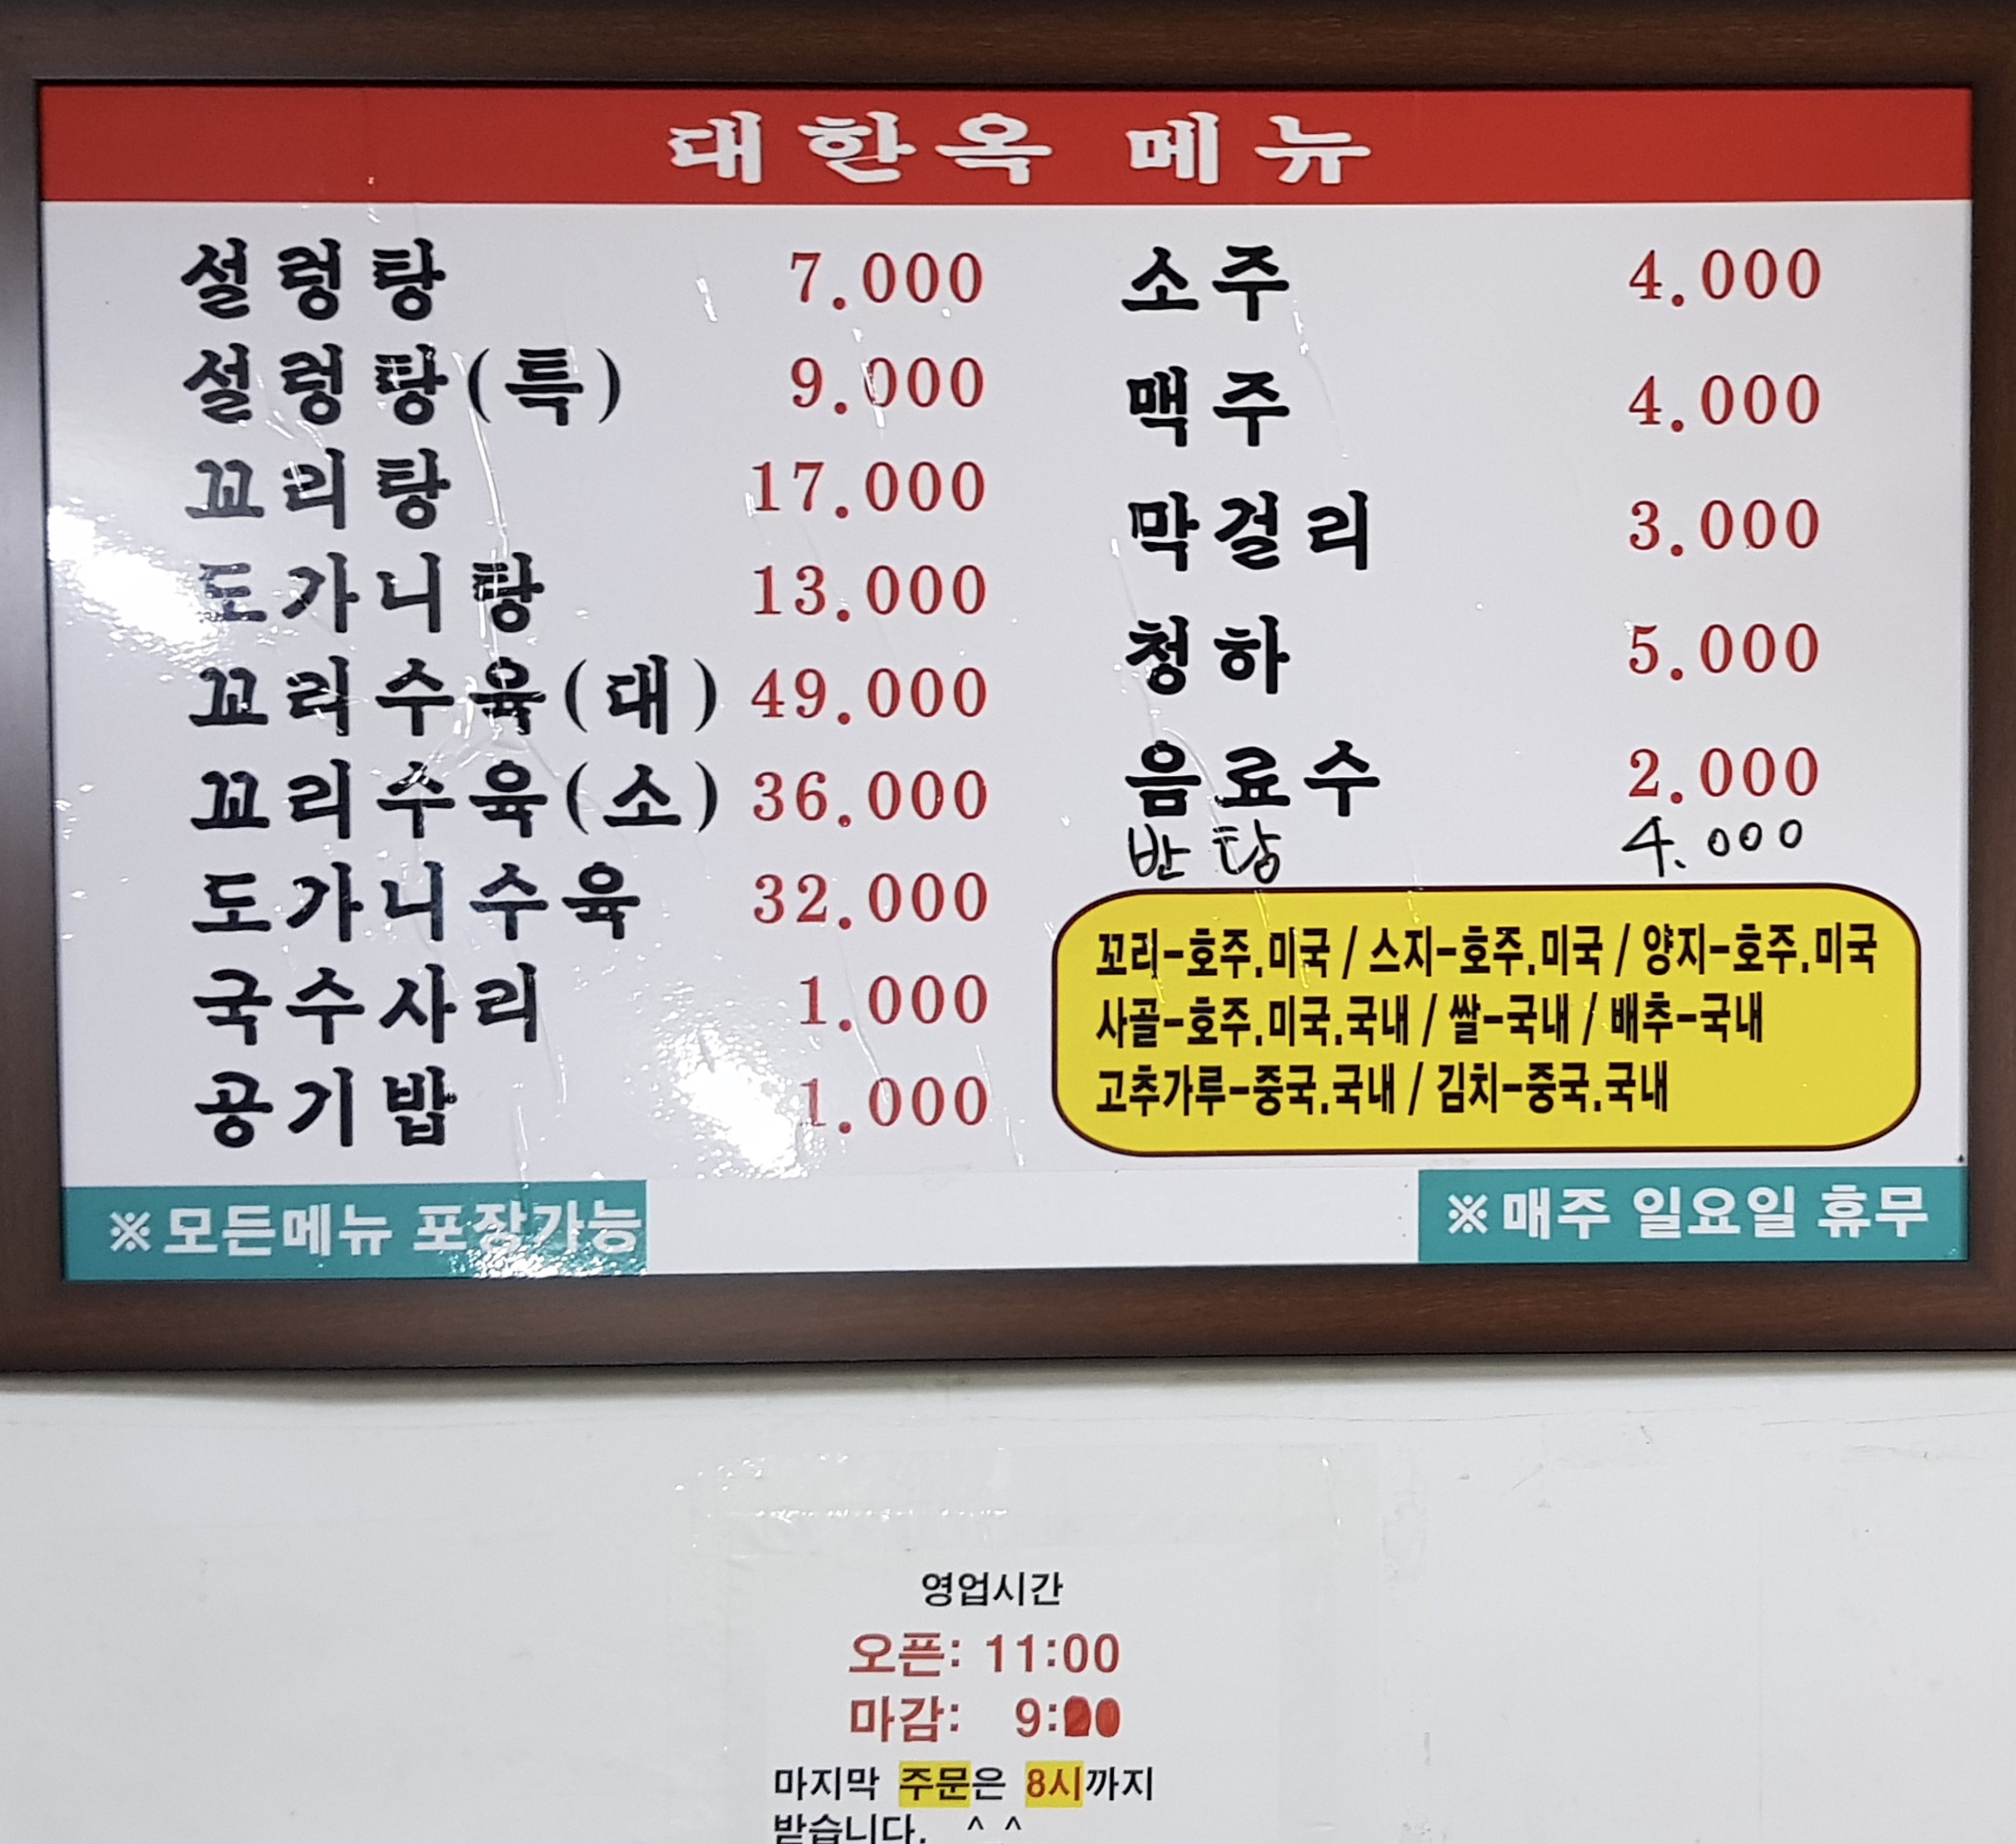 대한옥 메뉴
설렁탕 7.000
설렁탕(특) 9.000
꼬리탕 17.000
도가니탕 13.000
꼬리수육(대) 49.000
꼬리수육(소) 36.000
도가니수육 32.000
국수사리 1.000
공기밥 1.000
소주 4.000
맥주 4.000
막걸리 3.000
청하 5.000
음료수 2.000
반탕 4.000
꼬리-호주.미국 / 스지-호주.미국 / 양지-호주.미국
사골-호주.미국.국내 / 쌀-국내 / 배추-국내
고추가루-중국.국내 / 김치-중국.국내
※모든메뉴 포장가능
※매주 일요일 휴무
영업시간
오픈: 11:00
마감: 9:
마지막 주문은 8시까지
받습니다. ^ ^